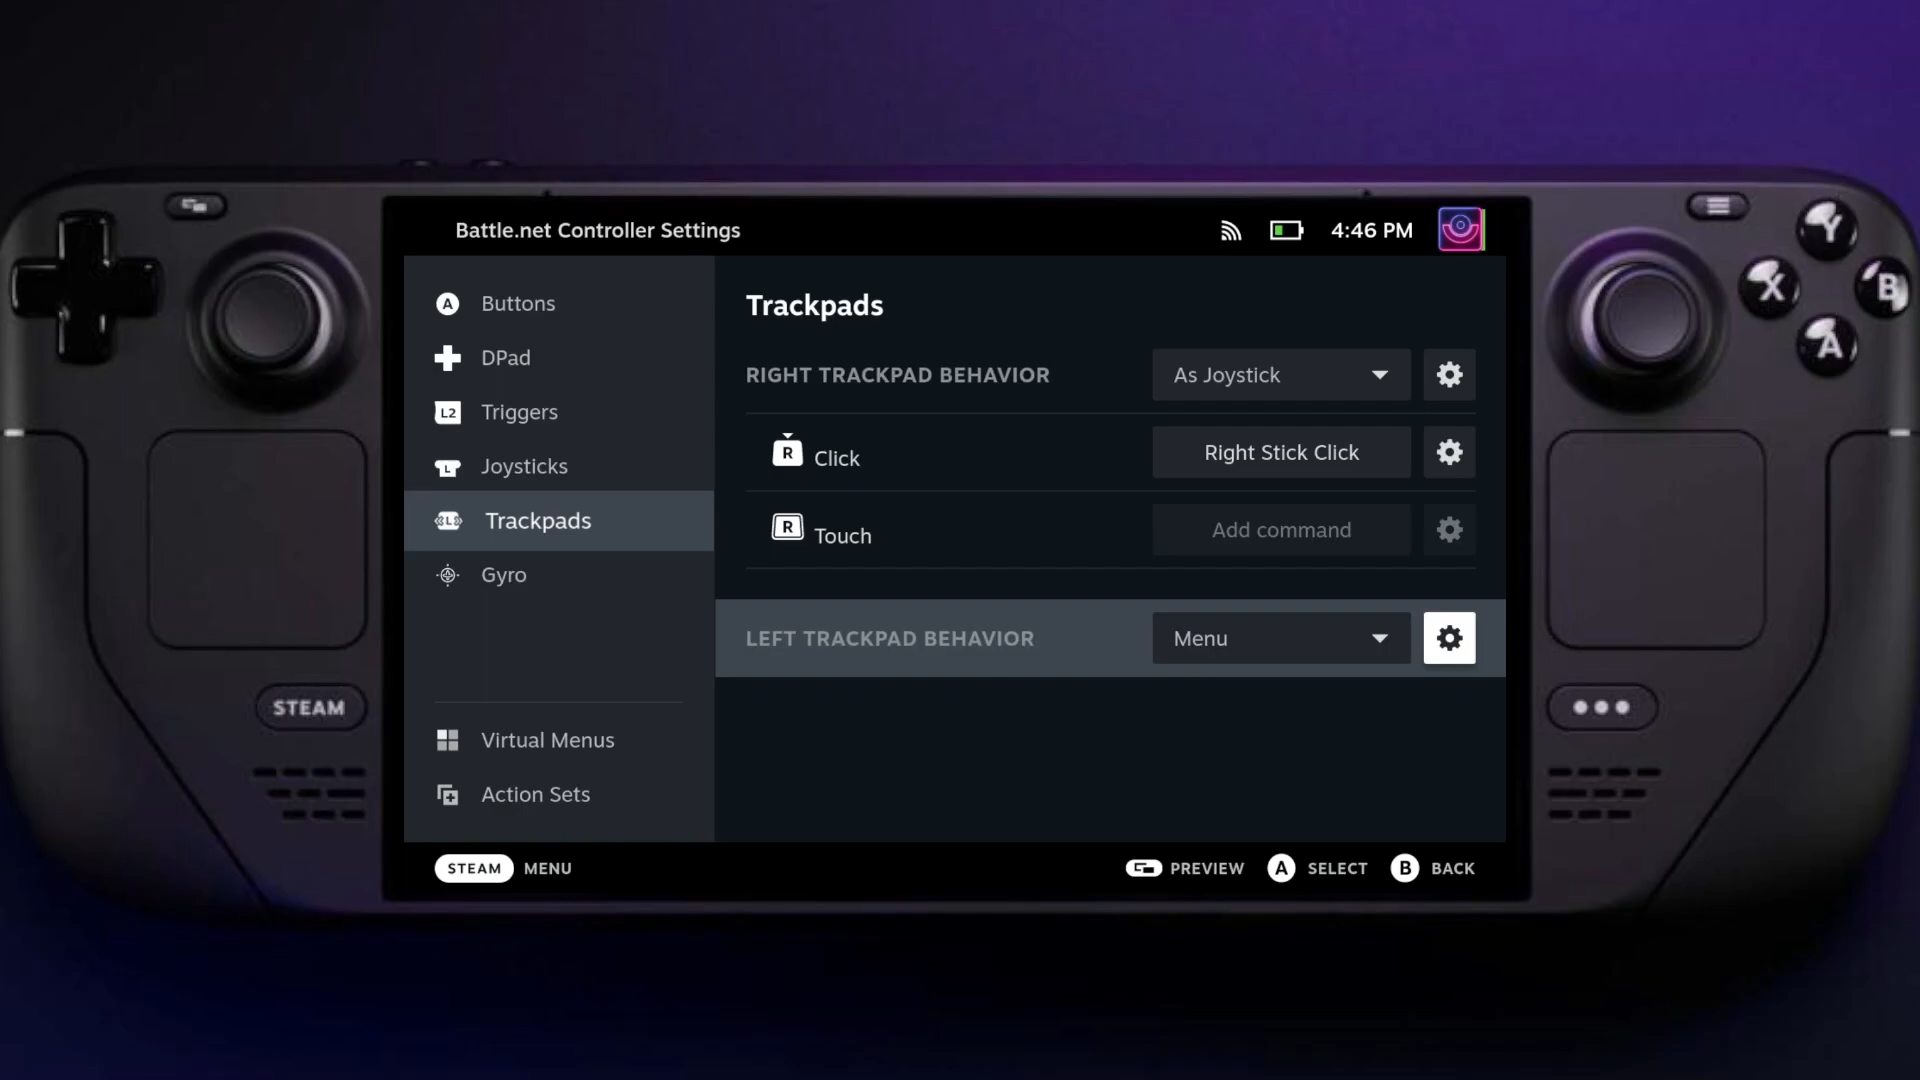 Battle.net Controller Settings
4:46 PM
A Buttons
DPad
L2 Triggers
L Joysticks
L Trackpads
Gyro
Virtual Menus
Action Sets
Trackpads
RIGHT TRACKPAD BEHAVIOR
As Joystick
R Click
Right Stick Click
R Touch
Add command
LEFT TRACKPAD BEHAVIOR
Menu
STEAM MENU
PREVIEW
A SELECT
B BACK
STEAM
Y
X
B
A